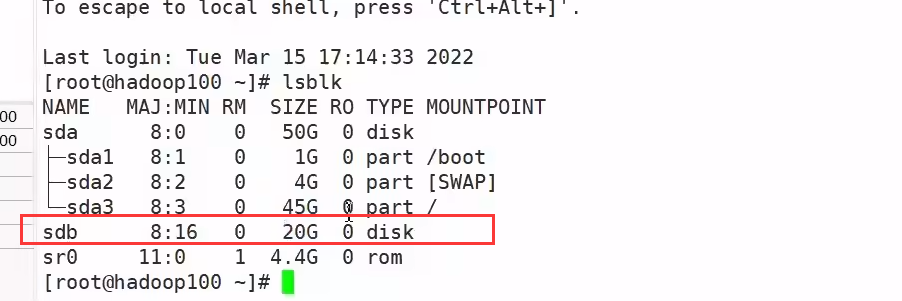 To escape to local shell, press 'Ctrl+Alt+]'.
Last login: Tue Mar 15 17:14:33 2022
[root@hadoop100 ~]# lsblk
NAME   MAJ:MIN RM  SIZE RO TYPE MOUNTPOINT
sda      8:0    0   50G  0 disk
├─sda1   8:1    0    1G  0 part /boot
├─sda2   8:2    0    4G  0 part [SWAP]
└─sda3   8:3    0   45G  0 part /
sdb      8:16   0   20G  0 disk
sr0     11:0    1  4.4G  0 rom
[root@hadoop100 ~]#
00
00